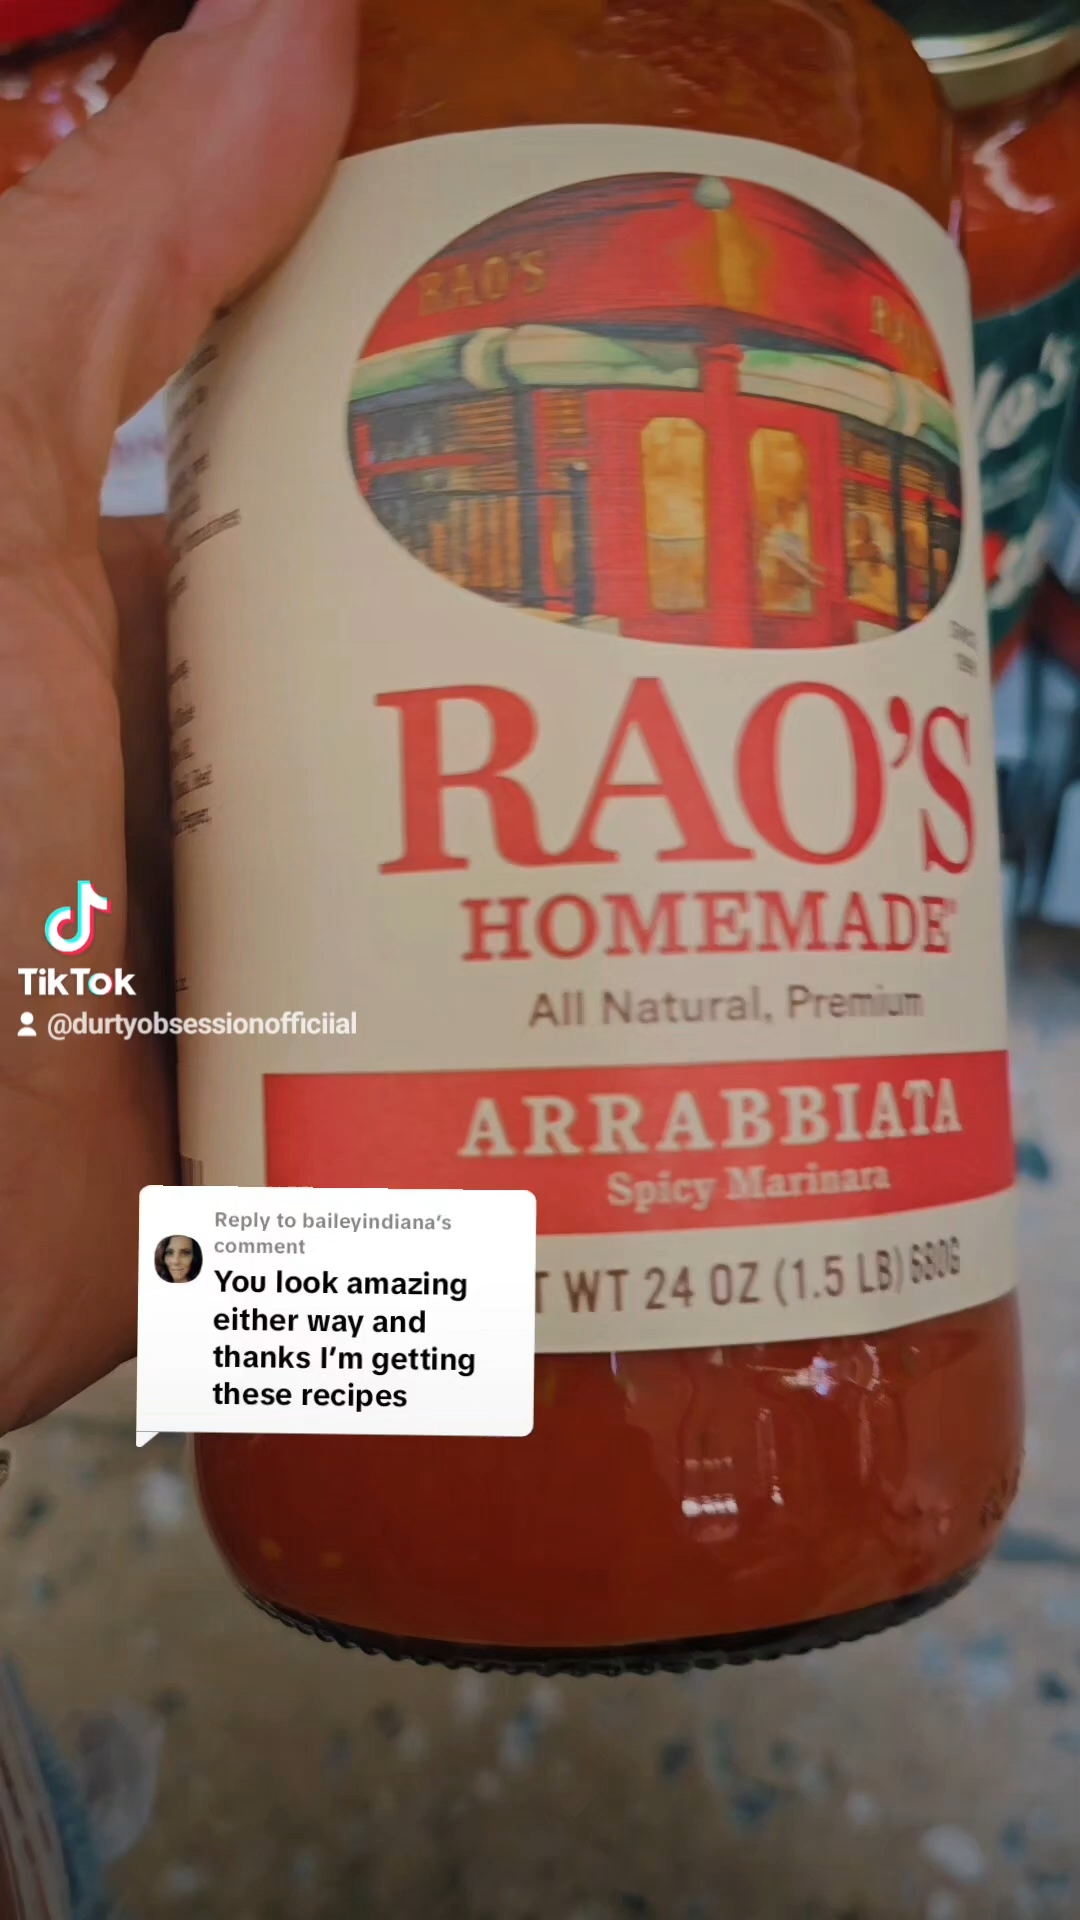 RAO'S
RAO'S
HOMEMADE®
All Natural, Premium
ARRABBIATA
Spicy Marinara
WT 24 OZ (1.5 LB) 680G
TikTok
@durtyobsessionofficiial
Reply to baileyindiana's
comment
You look amazing
either way and
thanks I'm getting
these recipes